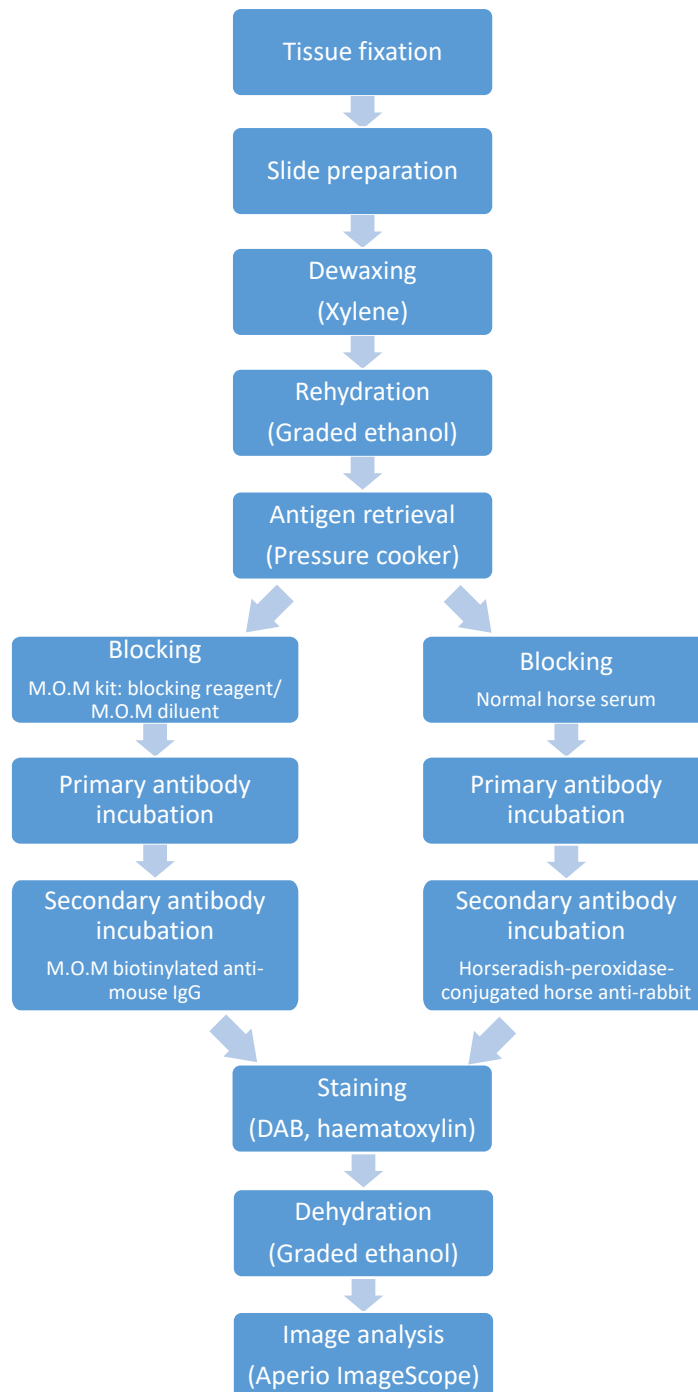 Tissue fixation
Slide preparation
Dewaxing
(Xylene)
Rehydration
(Graded ethanol)
Antigen retrieval
(Pressure cooker)
Blocking
M.O.M kit: blocking reagent/
M.O.M diluent
Primary antibody
incubation
Secondary antibody
incubation
M.O.M biotinylated anti-
mouse IgG
Blocking
Normal horse serum
Primary antibody
incubation
Secondary antibody
incubation
Horseradish-peroxidase-
conjugated horse anti-rabbit
Staining
(DAB, haematoxylin)
Dehydration
(Graded ethanol)
Image analysis
(Aperio ImageScope)